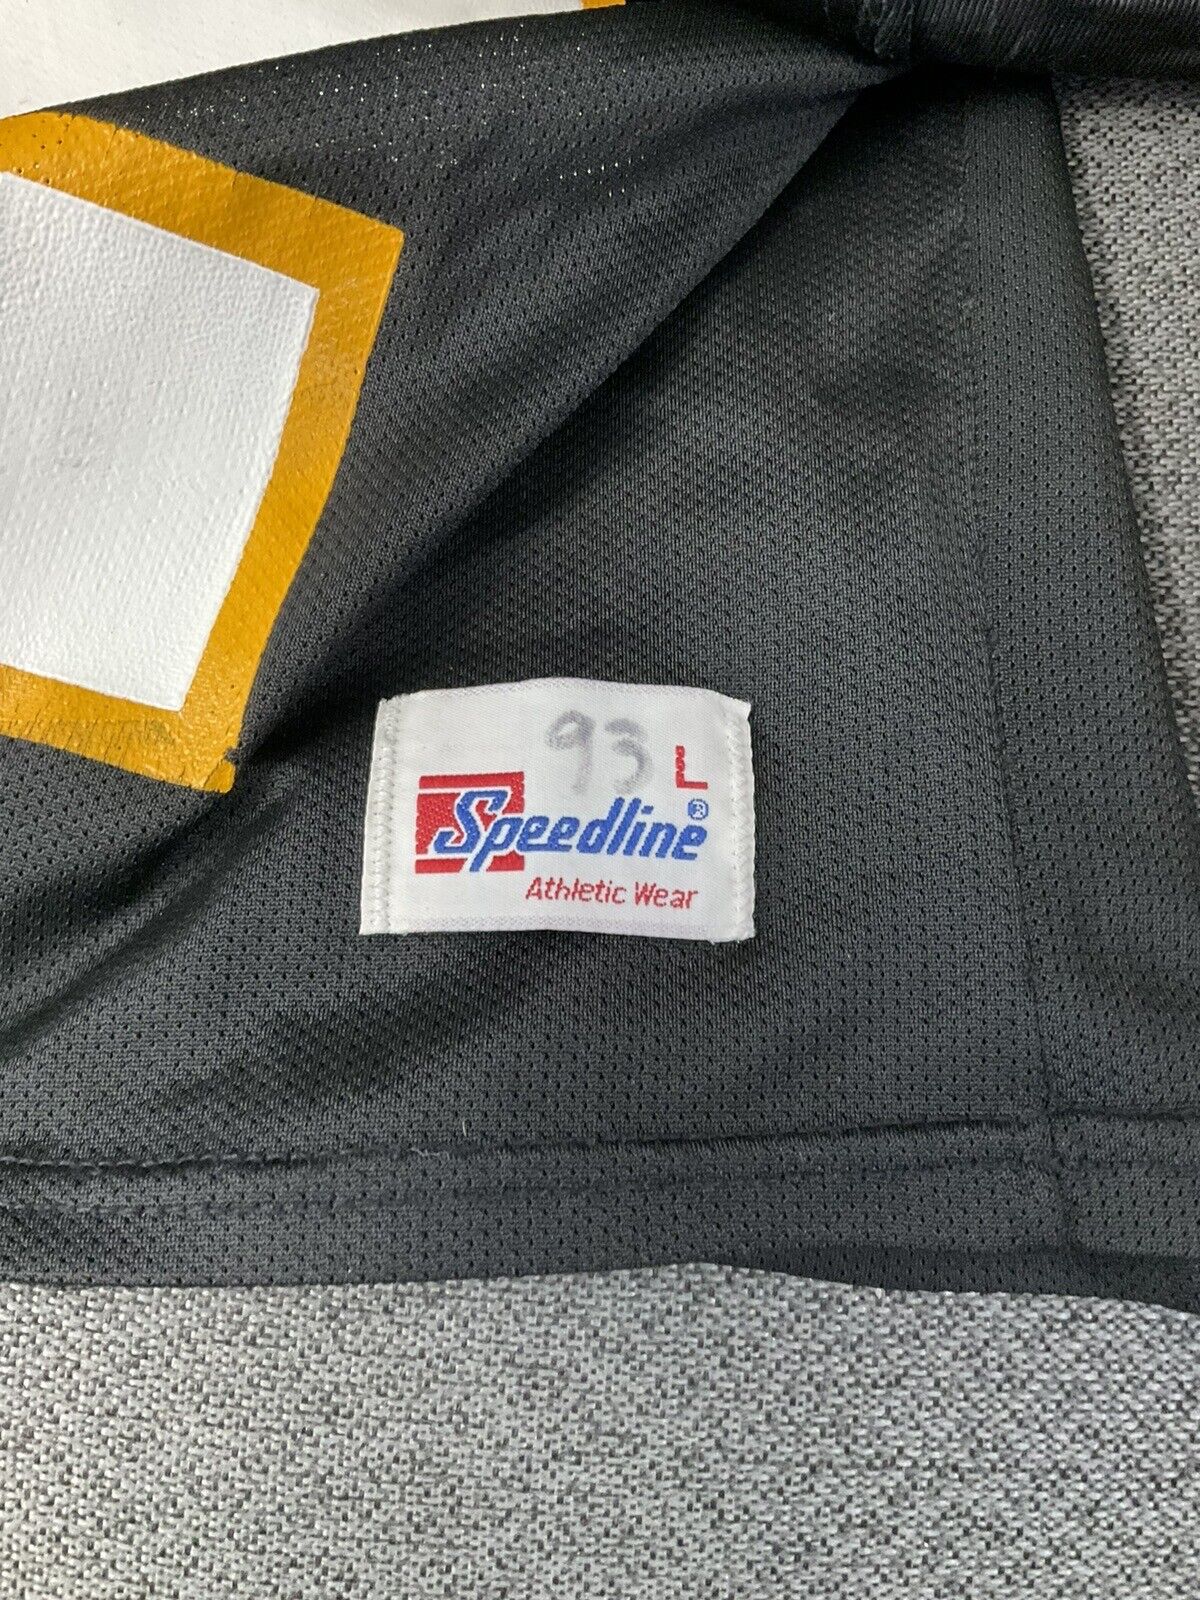 93 L
Speedline®
Athletic Wear